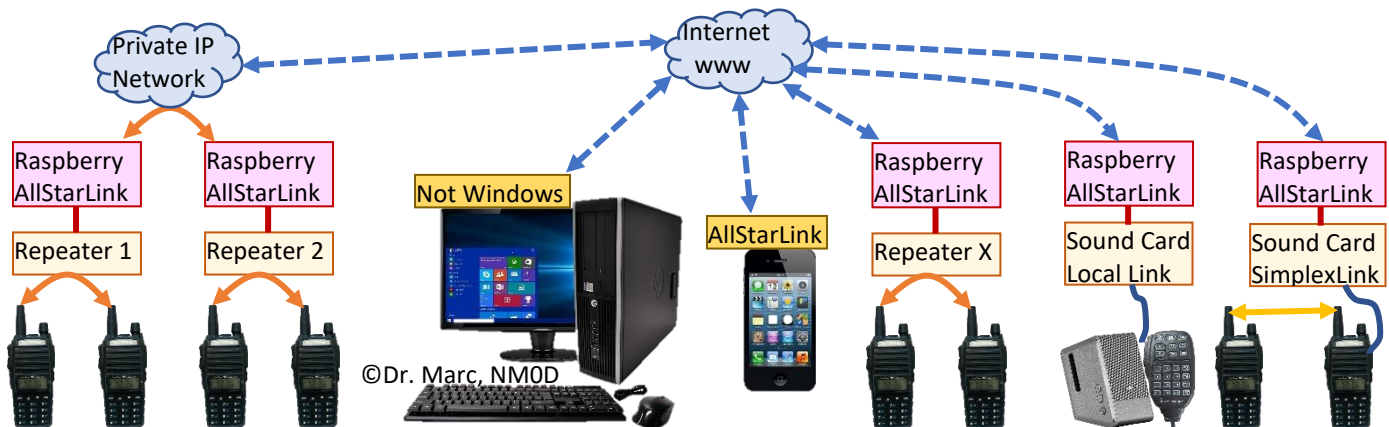 Private IP
Network
Internet
www
Raspberry
AllStarLink
Raspberry
AllStarLink
Not Windows
AllStarLink
Raspberry
AllStarLink
Raspberry
AllStarLink
Raspberry
AllStarLink
Repeater 1
Repeater 2
Repeater X
Sound Card
Local Link
Sound Card
SimplexLink
©Dr. Marc, NM0D